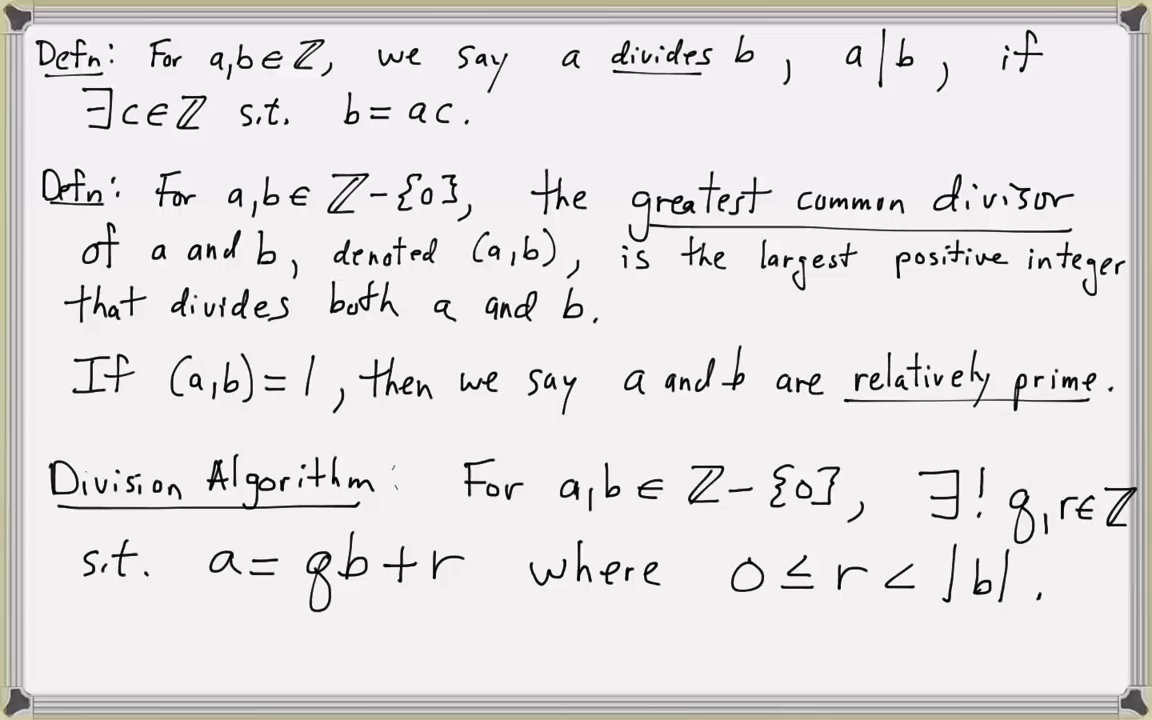 Defn: For a,b∈ℤ, we say a divides b, a|b, if
∃c∈ℤ s.t. b=ac.
Defn: For a,b∈ℤ-{0}, the greatest common divisor
of a and b, denoted (a,b), is the largest positive integer
that divides both a and b.
If (a,b)=1, then we say a and b are relatively prime.
Division Algorithm: For a,b∈ℤ-{0}, ∃! q,r∈ℤ
s.t. a=qb+r where 0≤r<|b|.